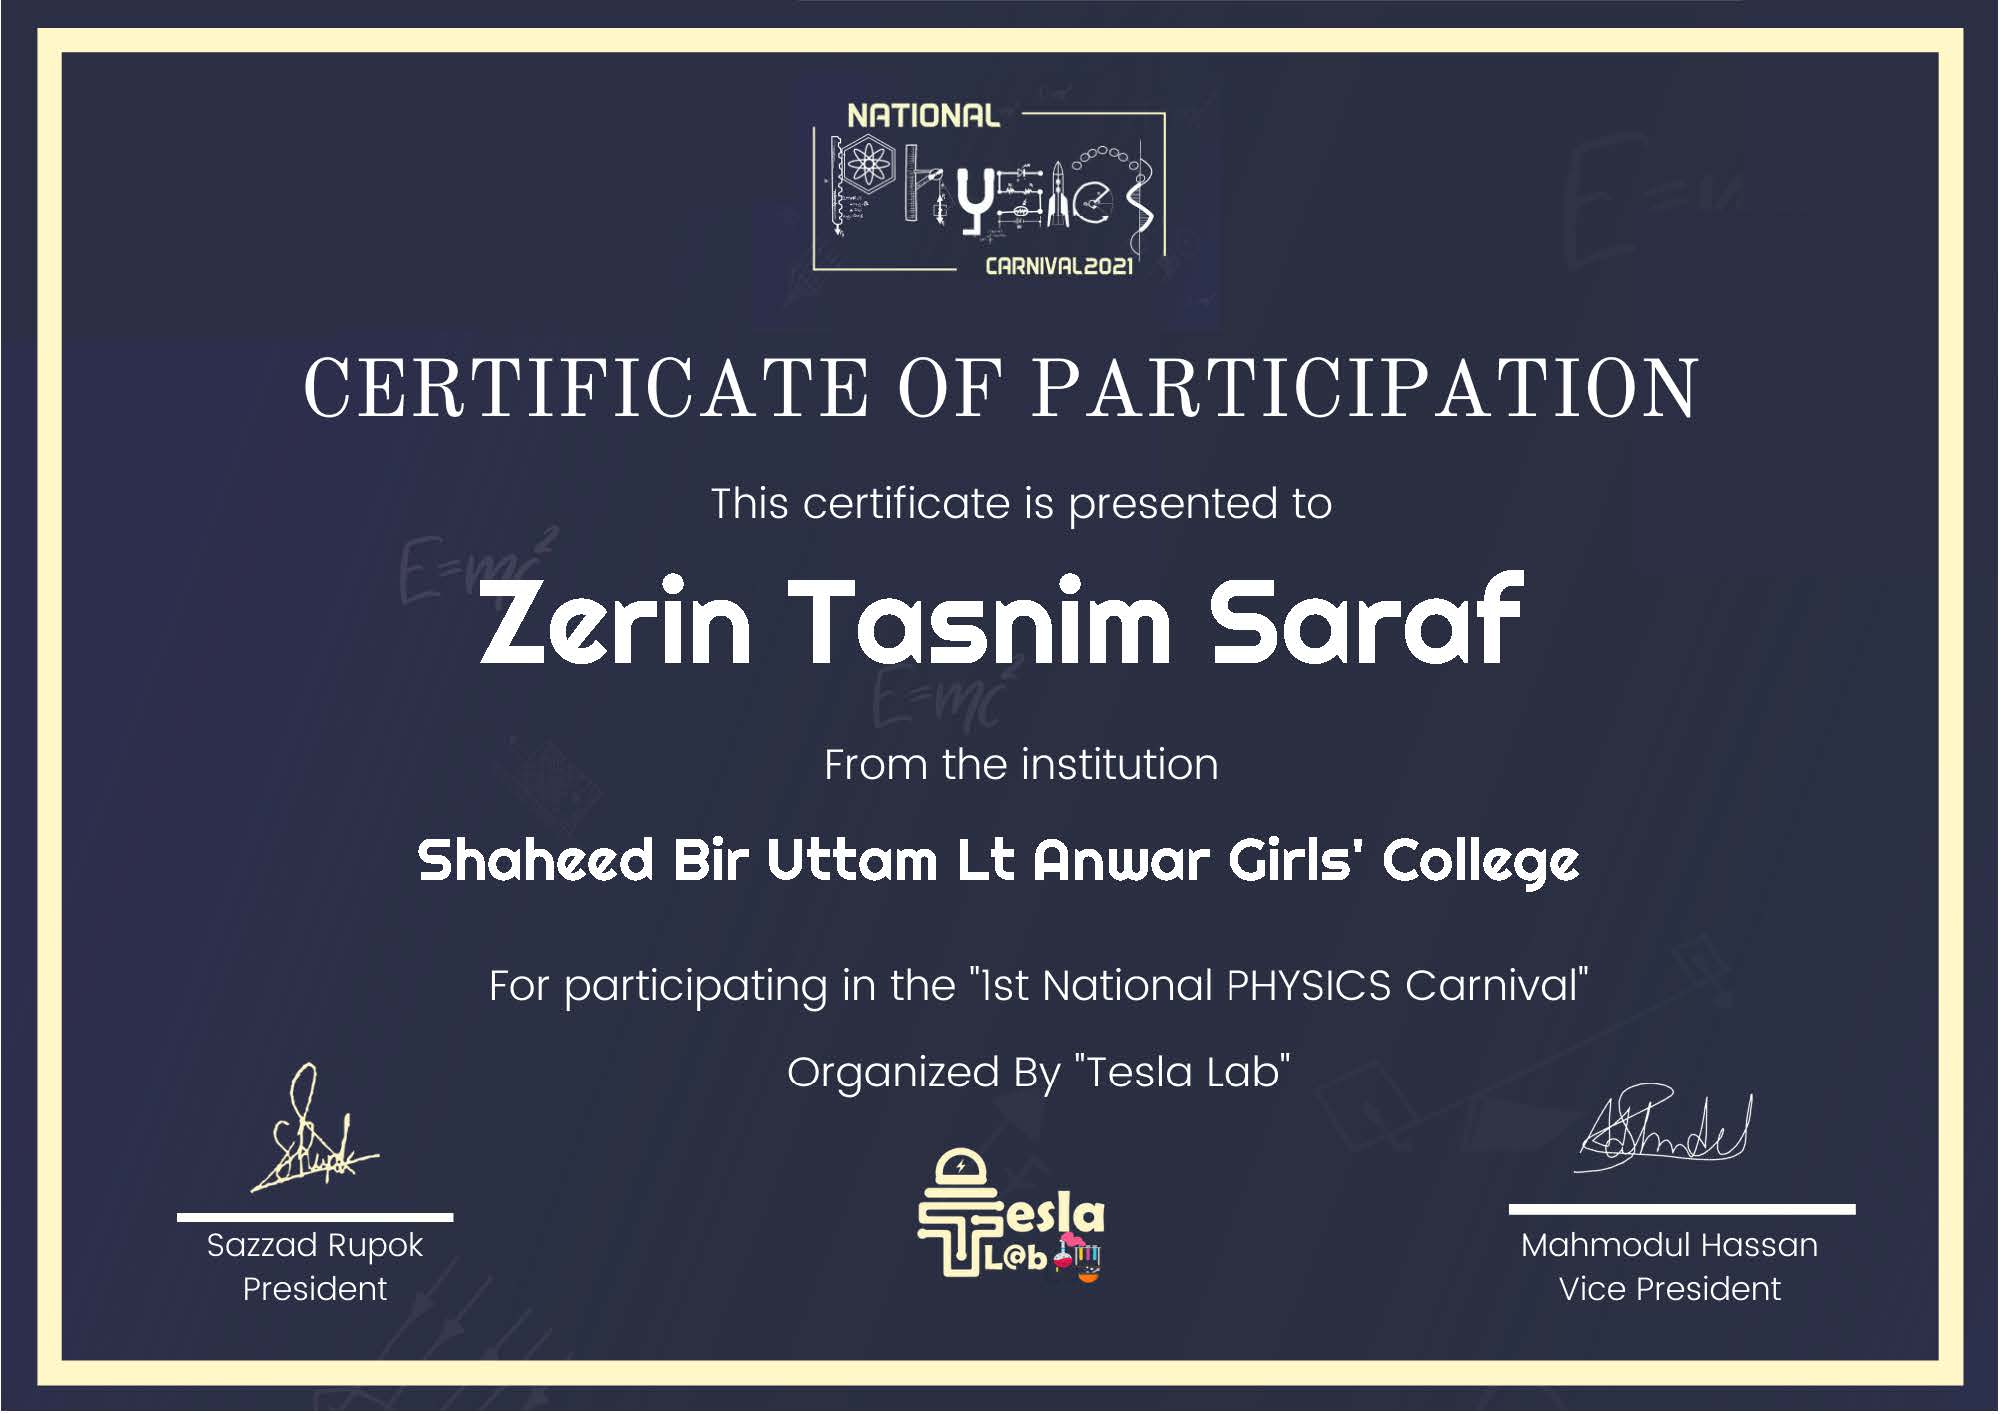 NATIONAL
Physics
CARNIVAL2021
E=m
CERTIFICATE OF PARTICIPATION
This certificate is presented to
E=mc²
Zerin Tasnim Saraf
E=mc²
From the institution
Shaheed Bir Uttam Lt Anwar Girls' College
For participating in the "1st National PHYSICS Carnival"
Organized By "Tesla Lab"
Tesla
L@b
Sazzad Rupok
President
Mahmodul Hassan
Vice President